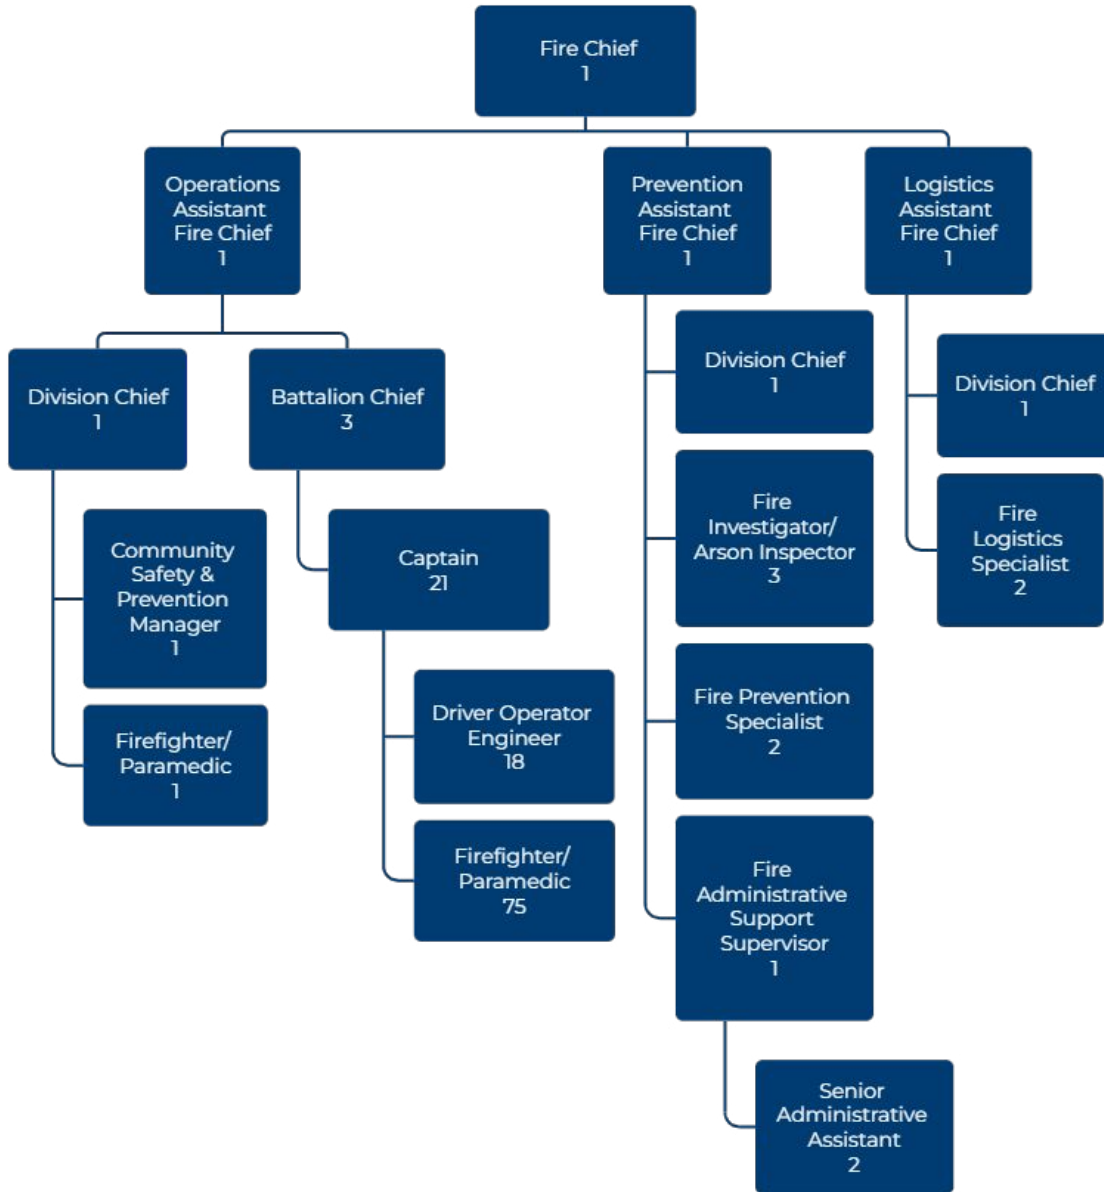 Fire Chief
1
Operations
Assistant
Fire Chief
1
Prevention
Assistant
Fire Chief
1
Logistics
Assistant
Fire Chief
1
Division Chief
1
Battalion Chief
3
Community
Safety &
Prevention
Manager
1
Firefighter/
Paramedic
1
Captain
21
Driver Operator
Engineer
18
Firefighter/
Paramedic
75
Division Chief
1
Fire
Investigator/
Arson Inspector
3
Fire Prevention
Specialist
2
Fire
Administrative
Support
Supervisor
1
Senior
Administrative
Assistant
2
Division Chief
1
Fire
Logistics
Specialist
2